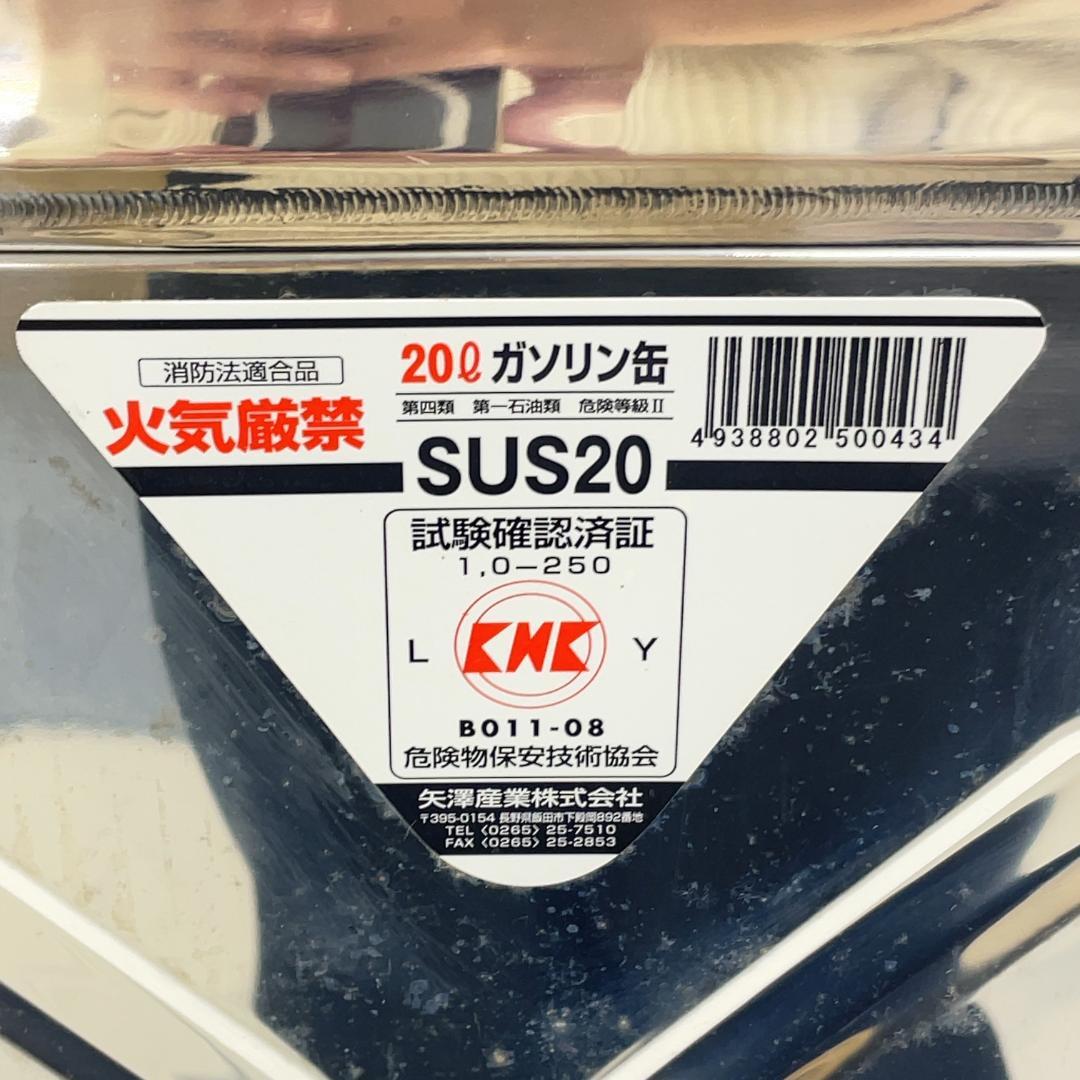 消防法適合品
火気厳禁
20ℓ ガソリン缶
第四類 第一石油類 危険等級Ⅱ
SUS20
4938802500434
試験確認済証
1,0-250
L KHK Y
B011-08
危険物保安技術協会
矢澤産業株式会社
〒395-0154 長野県飯田市下殿岡892番地
TEL〈0265〉25-7510
FAX〈0265〉25-2853